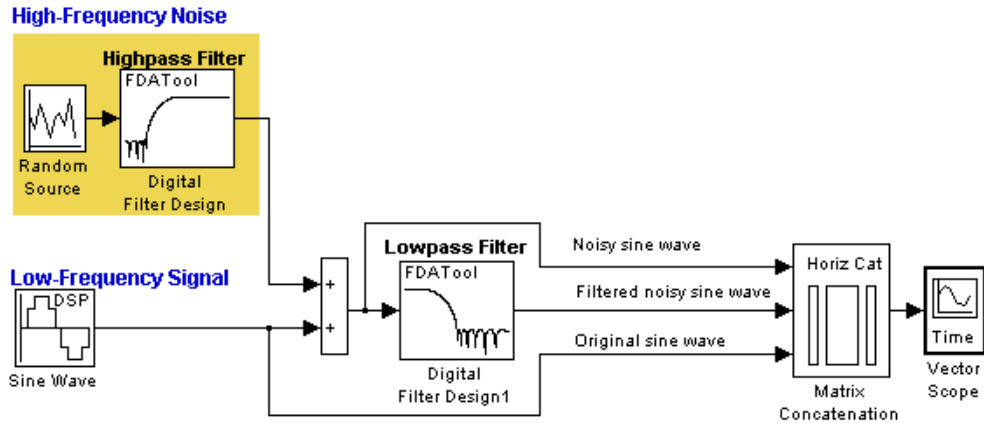 High-Frequency Noise
Highpass Filter
FDATool
Random
Source
Digital
Filter Design
Low-Frequency Signal
DSP
Sine Wave
+
+
Lowpass Filter
FDATool
Digital
Filter Design1
Noisy sine wave
Filtered noisy sine wave
Original sine wave
Horiz Cat
Matrix
Concatenation
Time
Vector
Scope